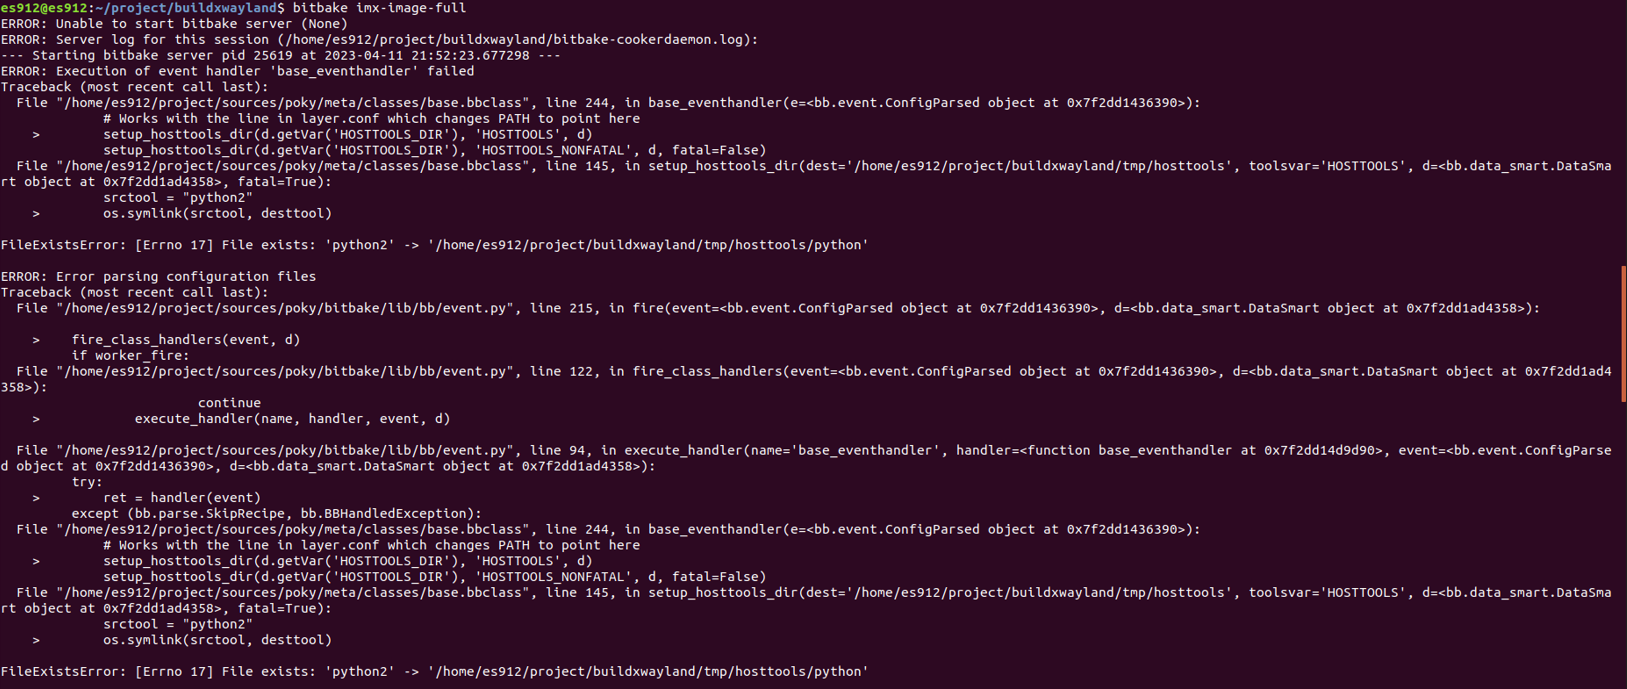 es912@es912:~/project/buildxwayland$ bitbake imx-image-full
ERROR: Unable to start bitbake server (None)
ERROR: Server log for this session (/home/es912/project/buildxwayland/bitbake-cookerdaemon.log):
--- Starting bitbake server pid 25619 at 2023-04-11 21:52:23.677298 ---
ERROR: Execution of event handler 'base_eventhandler' failed
Traceback (most recent call last):
  File "/home/es912/project/sources/poky/meta/classes/base.bbclass", line 244, in base_eventhandler(e=<bb.event.ConfigParsed object at 0x7f2dd1436390>):
             # Works with the line in layer.conf which changes PATH to point here
    >        setup_hosttools_dir(d.getVar('HOSTTOOLS_DIR'), 'HOSTTOOLS', d)
             setup_hosttools_dir(d.getVar('HOSTTOOLS_DIR'), 'HOSTTOOLS_NONFATAL', d, fatal=False)
  File "/home/es912/project/sources/poky/meta/classes/base.bbclass", line 145, in setup_hosttools_dir(dest='/home/es912/project/buildxwayland/tmp/hosttools', toolsvar='HOSTTOOLS', d=<bb.data_smart.DataSma
rt object at 0x7f2dd1ad4358>, fatal=True):
             srctool = "python2"
    >        os.symlink(srctool, desttool)
FileExistsError: [Errno 17] File exists: 'python2' -> '/home/es912/project/buildxwayland/tmp/hosttools/python'
ERROR: Error parsing configuration files
Traceback (most recent call last):
  File "/home/es912/project/sources/poky/bitbake/lib/bb/event.py", line 215, in fire(event=<bb.event.ConfigParsed object at 0x7f2dd1436390>, d=<bb.data_smart.DataSmart object at 0x7f2dd1ad4358>):
    >    fire_class_handlers(event, d)
         if worker_fire:
  File "/home/es912/project/sources/poky/bitbake/lib/bb/event.py", line 122, in fire_class_handlers(event=<bb.event.ConfigParsed object at 0x7f2dd1436390>, d=<bb.data_smart.DataSmart object at 0x7f2dd1ad4
358>):
                         continue
    >            execute_handler(name, handler, event, d)
  File "/home/es912/project/sources/poky/bitbake/lib/bb/event.py", line 94, in execute_handler(name='base_eventhandler', handler=<function base_eventhandler at 0x7f2dd14d9d90>, event=<bb.event.ConfigParse
d object at 0x7f2dd1436390>, d=<bb.data_smart.DataSmart object at 0x7f2dd1ad4358>):
         try:
    >        ret = handler(event)
         except (bb.parse.SkipRecipe, bb.BBHandledException):
  File "/home/es912/project/sources/poky/meta/classes/base.bbclass", line 244, in base_eventhandler(e=<bb.event.ConfigParsed object at 0x7f2dd1436390>):
             # Works with the line in layer.conf which changes PATH to point here
    >        setup_hosttools_dir(d.getVar('HOSTTOOLS_DIR'), 'HOSTTOOLS', d)
             setup_hosttools_dir(d.getVar('HOSTTOOLS_DIR'), 'HOSTTOOLS_NONFATAL', d, fatal=False)
  File "/home/es912/project/sources/poky/meta/classes/base.bbclass", line 145, in setup_hosttools_dir(dest='/home/es912/project/buildxwayland/tmp/hosttools', toolsvar='HOSTTOOLS', d=<bb.data_smart.DataSma
rt object at 0x7f2dd1ad4358>, fatal=True):
             srctool = "python2"
    >        os.symlink(srctool, desttool)
FileExistsError: [Errno 17] File exists: 'python2' -> '/home/es912/project/buildxwayland/tmp/hosttools/python'